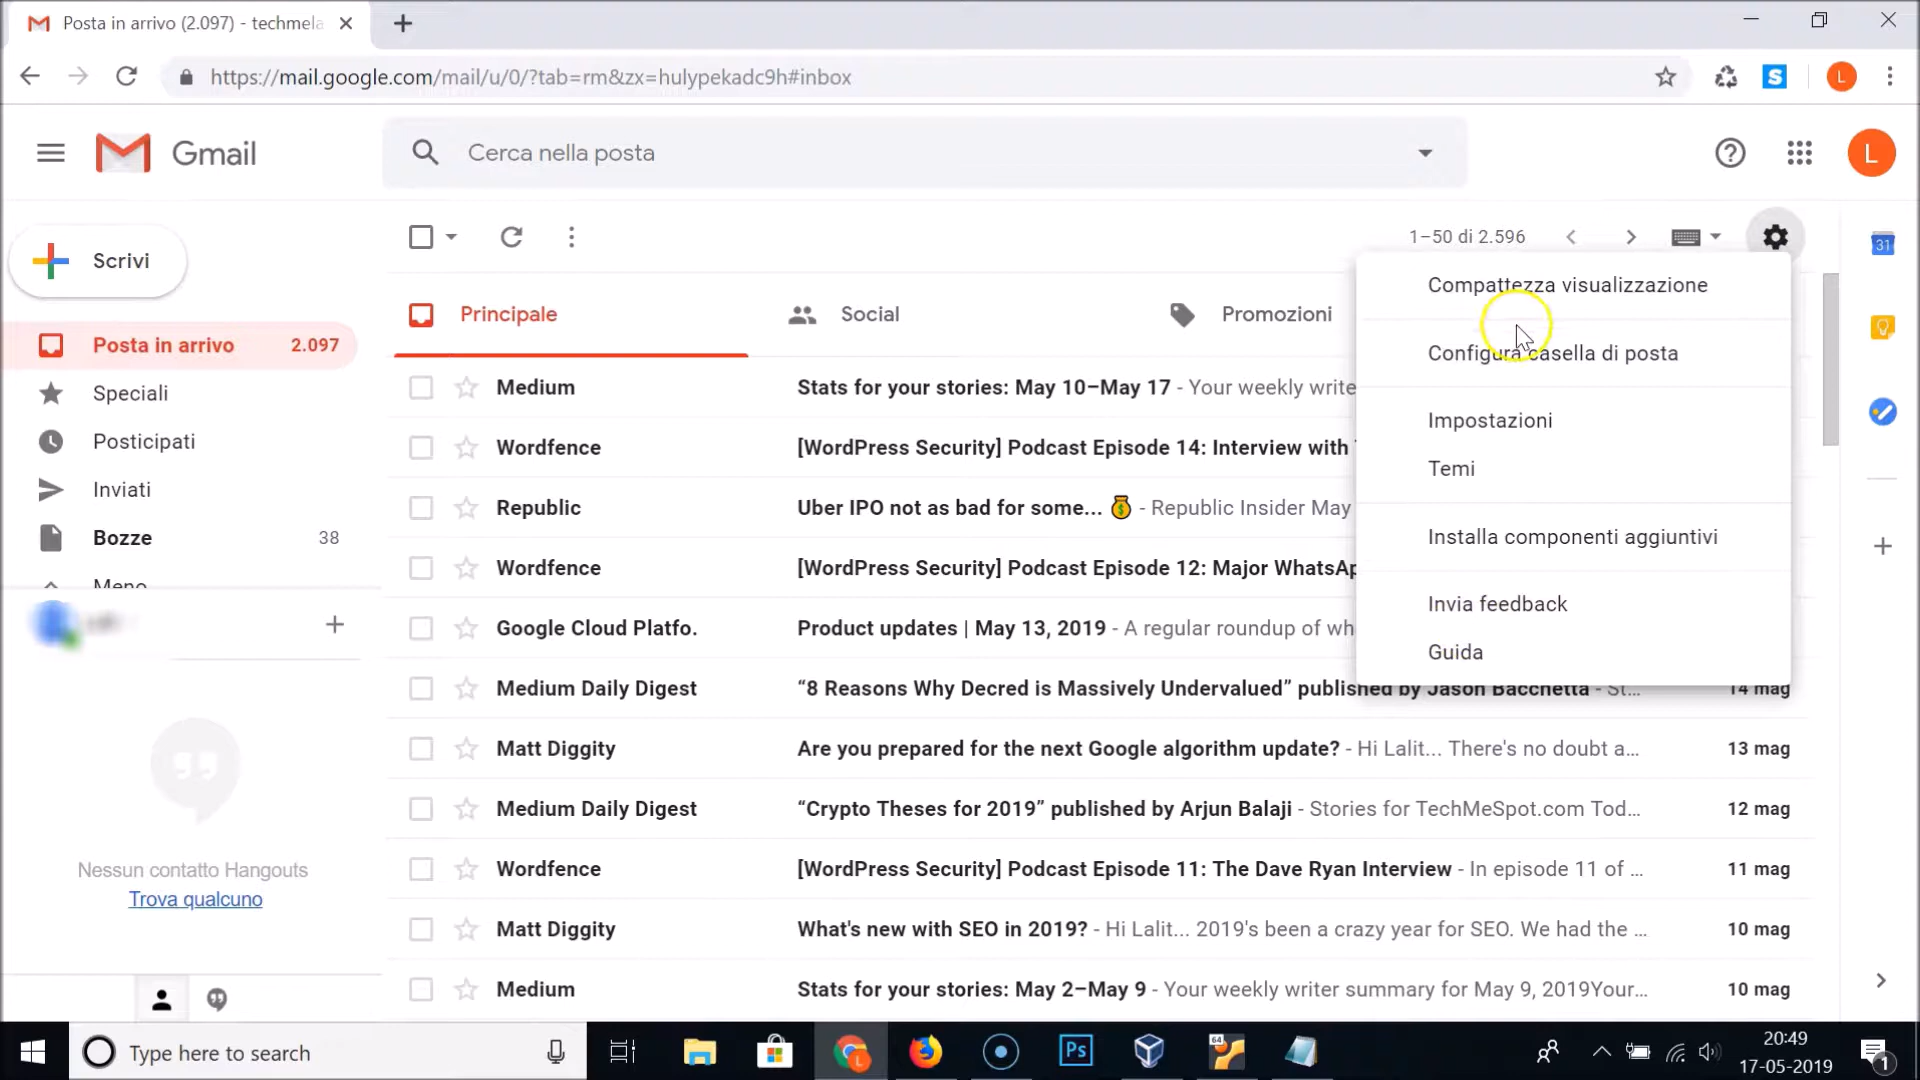 Posta in arrivo (2.097) - techmela
https://mail.google.com/mail/u/0/?tab=rm&zx=hulypekadc9h#inbox
S
L
Gmail
Cerca nella posta
L
Scrivi
1–50 di 2.596
31
Principale
Social
Promozioni
Compattezza visualizzazione
Configura casella di posta
Impostazioni
Temi
Installa componenti aggiuntivi
Invia feedback
Guida
Posta in arrivo 2.097
Speciali
Posticipati
Inviati
Bozze 38
Meno
Medium Stats for your stories: May 10–May 17 - Your weekly write
Wordfence [WordPress Security] Podcast Episode 14: Interview with
Republic Uber IPO not as bad for some... 💰 - Republic Insider May
Wordfence [WordPress Security] Podcast Episode 12: Major WhatsAp
Google Cloud Platfo. Product updates | May 13, 2019 - A regular roundup of wh
Medium Daily Digest “8 Reasons Why Decred is Massively Undervalued” published by Jason Bacchetta - St... 14 mag
Matt Diggity Are you prepared for the next Google algorithm update? - Hi Lalit... There's no doubt a... 13 mag
Medium Daily Digest “Crypto Theses for 2019” published by Arjun Balaji - Stories for TechMeSpot.com Tod... 12 mag
Wordfence [WordPress Security] Podcast Episode 11: The Dave Ryan Interview - In episode 11 of ... 11 mag
Matt Diggity What's new with SEO in 2019? - Hi Lalit... 2019's been a crazy year for SEO. We had the ... 10 mag
Medium Stats for your stories: May 2–May 9 - Your weekly writer summary for May 9, 2019Your... 10 mag
Nessun contatto Hangouts
Trova qualcuno
Type here to search
L
Ps
64
20:49
17-05-2019
1